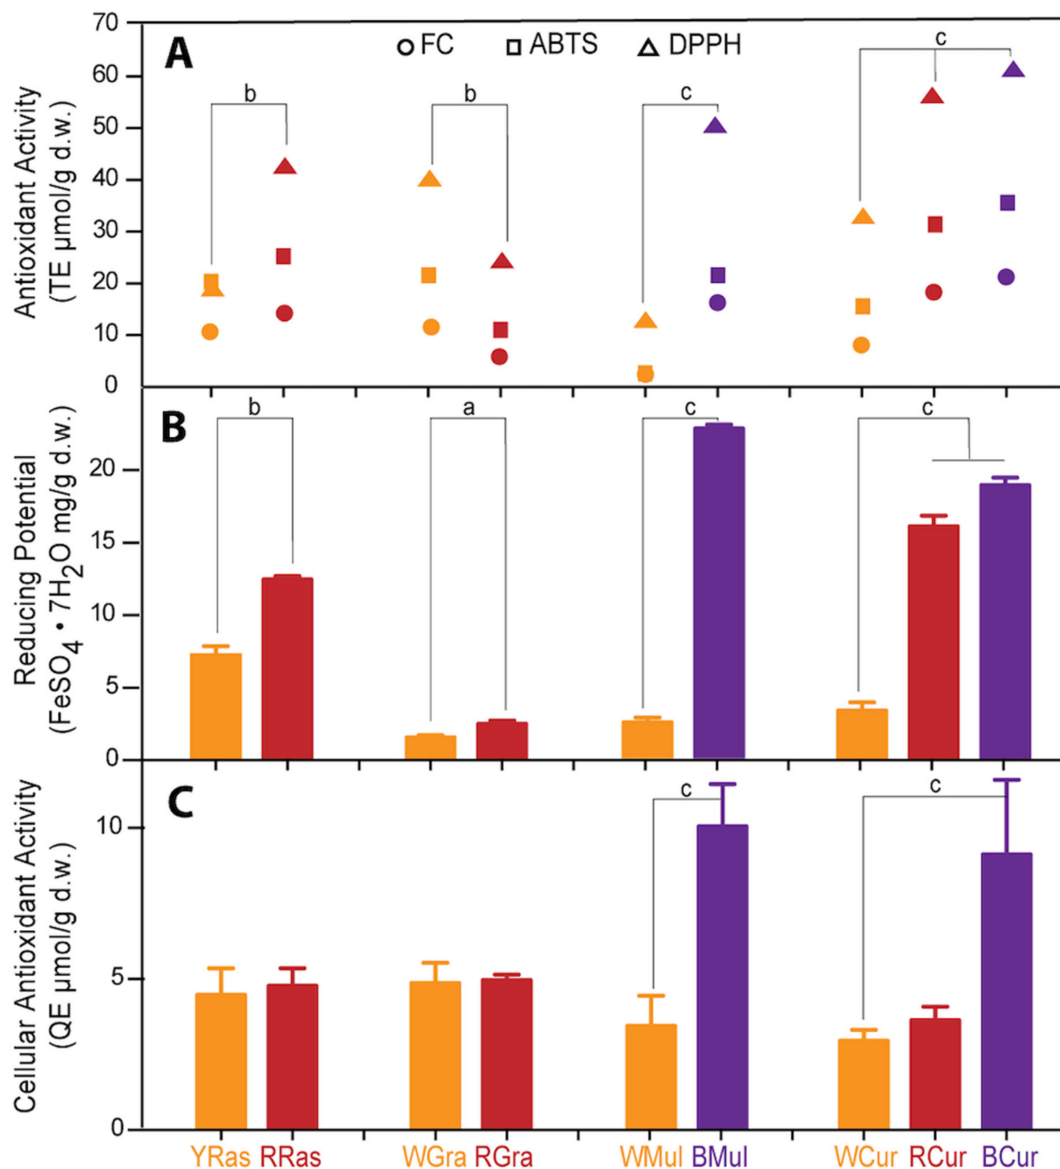 A
○ FC □ ABTS △ DPPH
70
60
50
40
30
20
10
0
Antioxidant Activity
(TE µmol/g d.w.)
b
b
c
c
B
20
15
10
5
0
Reducing Potential
(FeSO₄ • 7H₂O mg/g d.w.)
b
a
c
c
C
10
5
0
Cellular Antioxidant Activity
(QE µmol/g d.w.)
c
c
YRas RRas WGra RGra WMul BMul WCur RCur BCur